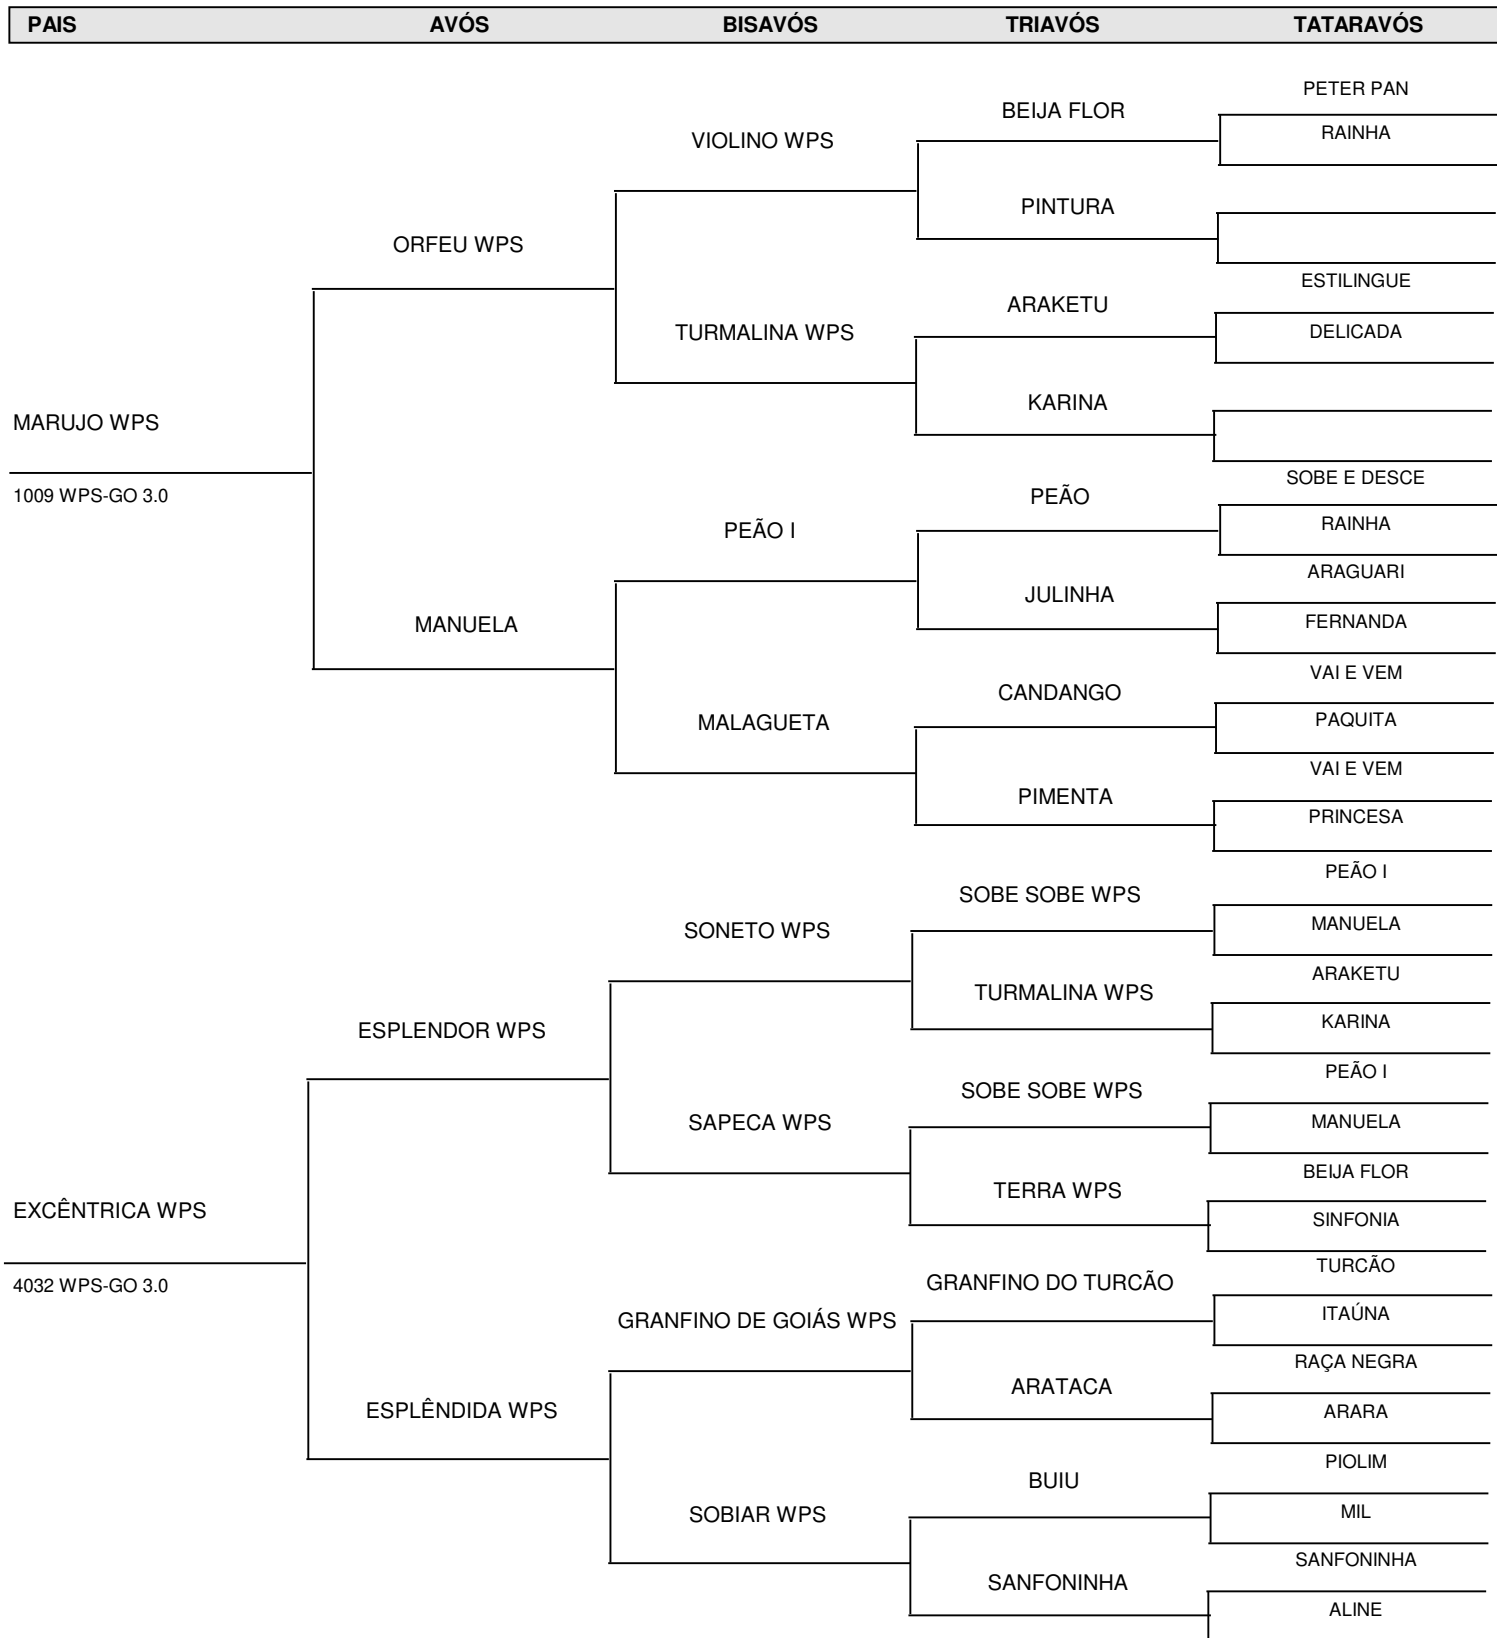 PAIS AVÓS BISAVÓS TRIAVÓS TATARAVÓS
PETER PAN
BEIJA FLOR
RAINHA
VIOLINO WPS
PINTURA
ORFEU WPS
ESTILINGUE
ARAKETU
TURMALINA WPS
DELICADA
KARINA
MARUJO WPS
SOBE E DESCE
1009 WPS-GO 3.0
PEÃO
RAINHA
PEÃO I
ARAGUARI
JULINHA
MANUELA
FERNANDA
VAI E VEM
CANDANGO
MALAGUETA
PAQUITA
VAI E VEM
PIMENTA
PRINCESA
PEÃO I
SOBE SOBE WPS
SONETO WPS
MANUELA
ARAKETU
TURMALINA WPS
ESPLENDOR WPS
KARINA
PEÃO I
SOBE SOBE WPS
SAPECA WPS
MANUELA
BEIJA FLOR
TERRA WPS
EXCÊNTRICA WPS
SINFONIA
TURCÃO
4032 WPS-GO 3.0
GRANFINO DO TURCÃO
GRANFINO DE GOIÁS WPS
ITAÚNA
RAÇA NEGRA
ARATACA
ESPLÊNDIDA WPS
ARARA
PIOLIM
BUIU
SOBIAR WPS
MIL
SANFONINHA
SANFONINHA
ALINE